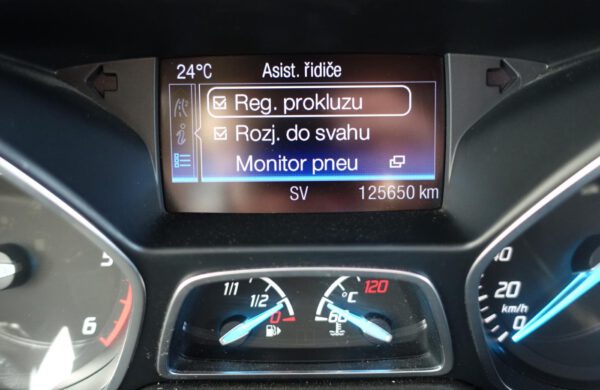 24°C Asist. řidiče
Reg. prokluzu
Rozj. do svahu
Monitor pneu
SV 125650 km
5
6
1/1
1/2
0
°C
120
60
40
20
km/h
0